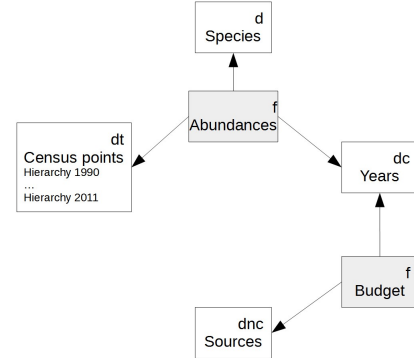 d
Species
f
Abundances
dt
Census points
Hierarchy 1990
...
Hierarchy 2011
dc
Years
f
Budget
dnc
Sources